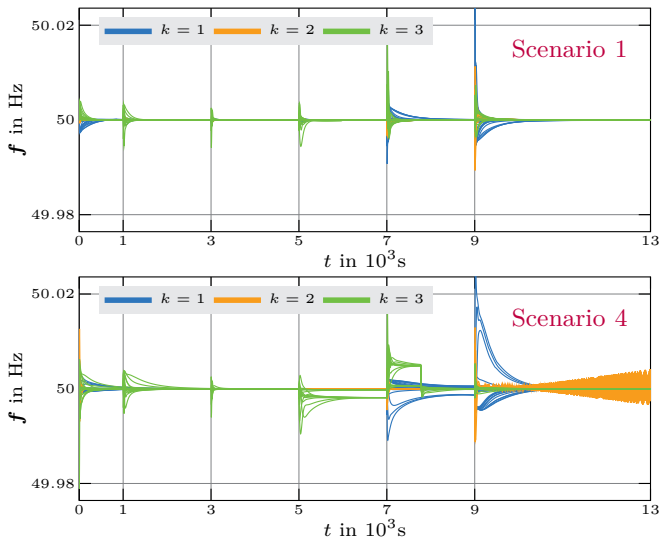 50.02
k = 1 k = 2 k = 3
Scenario 1
50
f in Hz
49.98
0 1 3 5 7 9 13
t in 10³s
50.02
k = 1 k = 2 k = 3
Scenario 4
50
f in Hz
49.98
0 1 3 5 7 9 13
t in 10³s